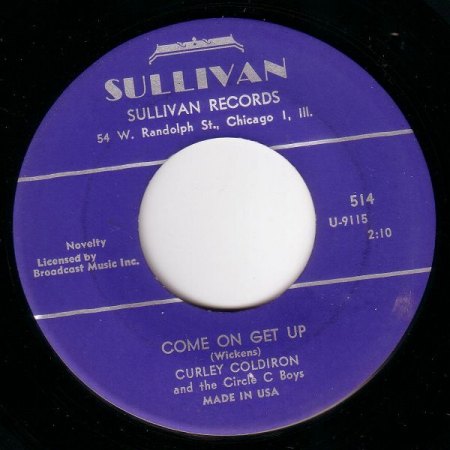 SULLIVAN
SULLIVAN RECORDS
54 W. Randolph St., Chicago 1, Ill.
514
U-9115
2:10
Novelty
Licensed by
Broadcast Music Inc.
COME ON GET UP
(Wickens)
CURLEY COLDIRON
and the Circle C Boys
MADE IN USA